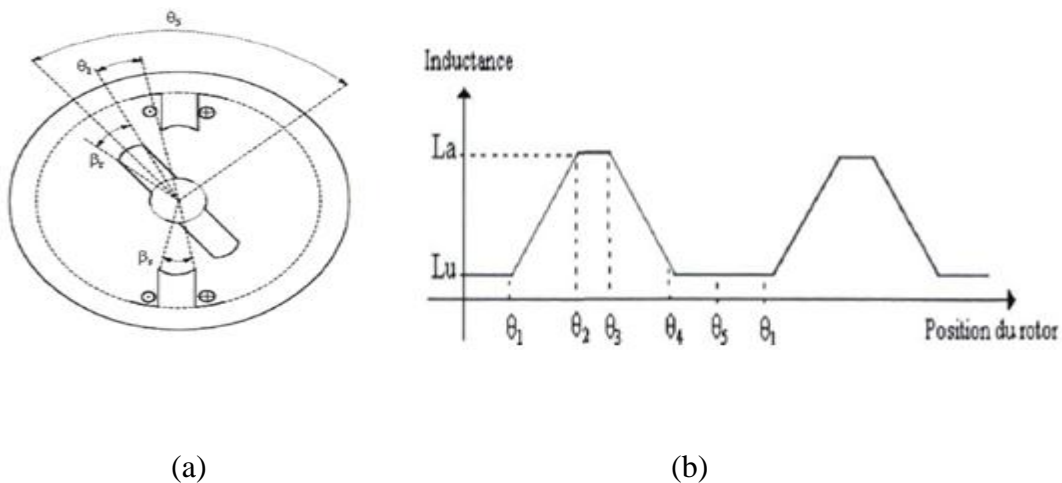 θ₅
θ₂
βᵣ
βₛ
Inductance
La
Lu
θ₁ θ₂ θ₃ θ₄ θ₅ θ₁
Position du rotor
(a) (b)